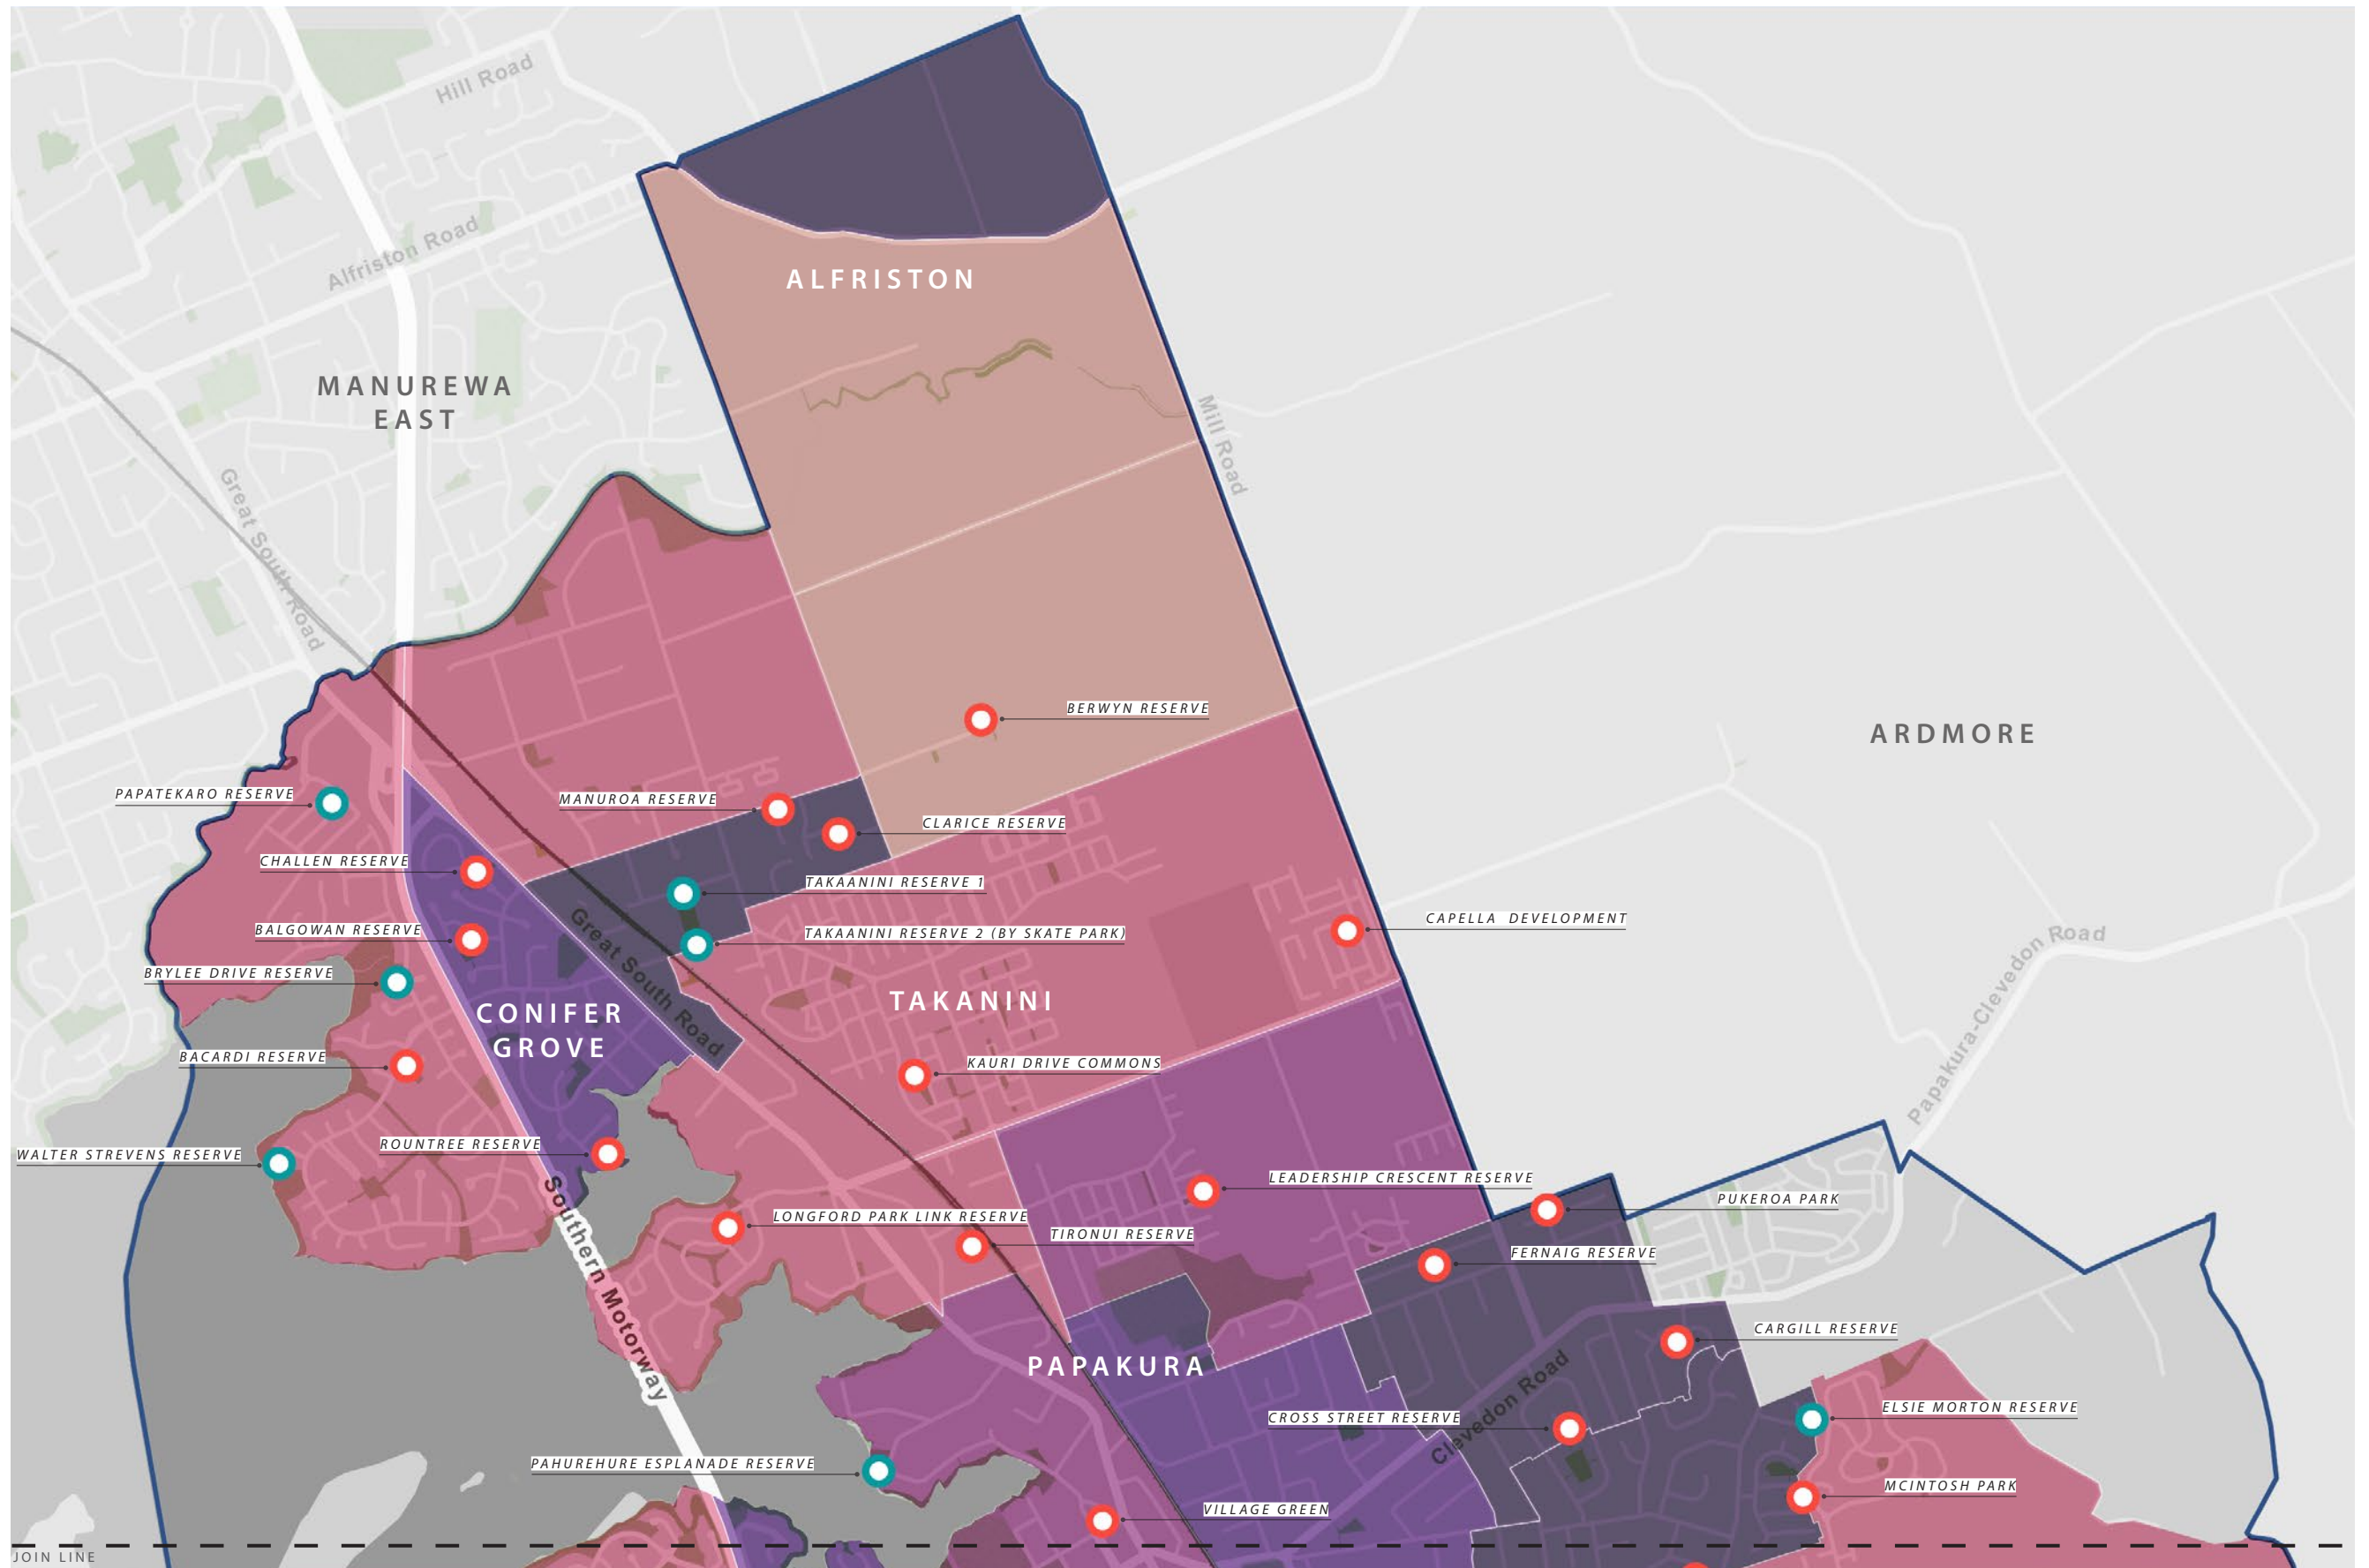 Hill Road
Alfriston Road
ALFRISTON
MANUREWA
EAST
Mill Road
Great South Road
BERWYN RESERVE
ARDMORE
PAPATEKARO RESERVE
MANUROA RESERVE
CLARICE RESERVE
CHALLEN RESERVE
TAKAANINI RESERVE 1
CAPELLA DEVELOPMENT
BALGOWAN RESERVE
TAKAANINI RESERVE 2 (BY SKATE PARK)
Great South Road
Papakura-Clevedon Road
BRYLEE DRIVE RESERVE
CONIFER
GROVE
TAKANINI
BACARDI RESERVE
KAURI DRIVE COMMONS
ROUNTREE RESERVE
WALTER STREVENS RESERVE
LEADERSHIP CRESCENT RESERVE
PUKEROA PARK
LONGFORD PARK LINK RESERVE
TIRONUI RESERVE
FERNAIG RESERVE
Southern Motorway
CARGILL RESERVE
PAPAKURA
Clevedon Road
ELSIE MORTON RESERVE
CROSS STREET RESERVE
PAHUREHURE ESPLANADE RESERVE
MCINTOSH PARK
VILLAGE GREEN
JOIN LINE